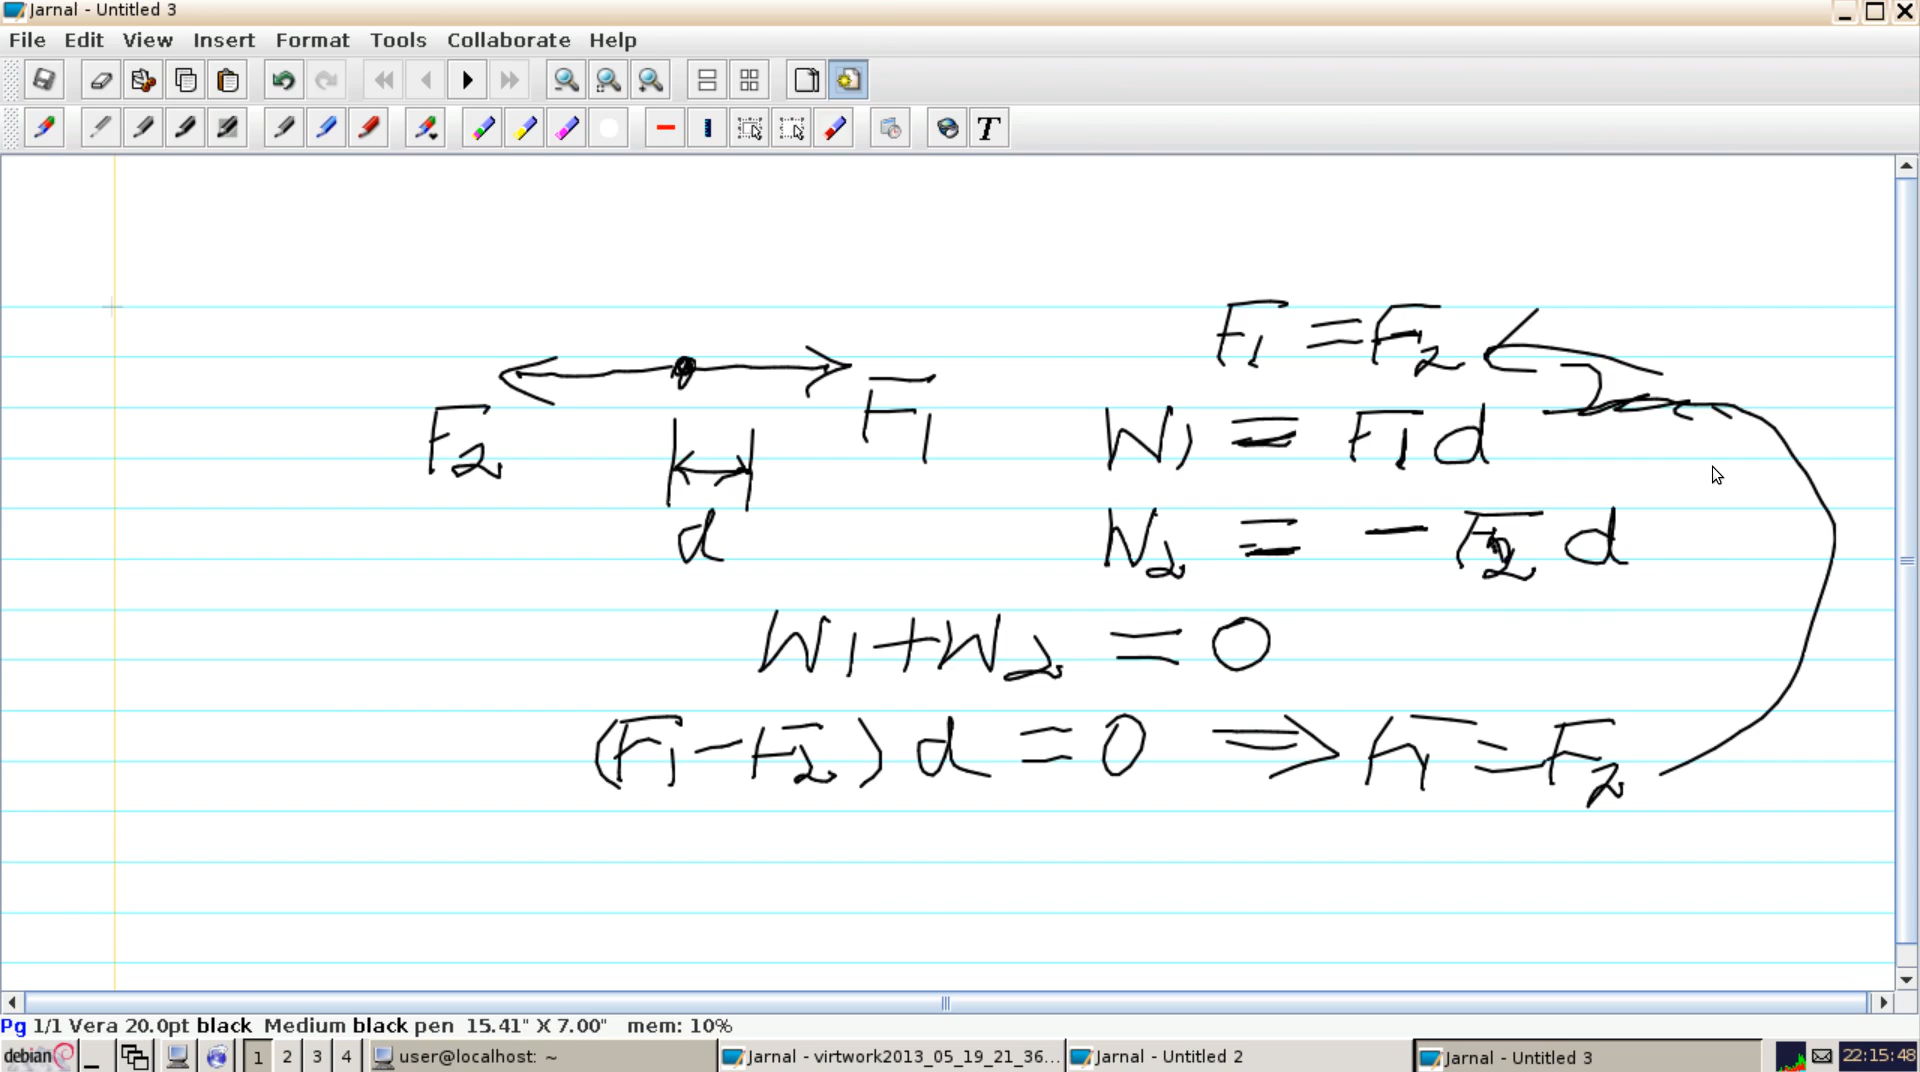 Jarnal - Untitled 3
File Edit View Insert Format Tools Collaborate Help
T
F1 = F2
F2 F1
d
W1 = F1 d
W2 = - F2 d
W1 + W2 = 0
(F1 - F2) d = 0 ⇒ F1 = F2
Pg 1/1 Vera 20.0pt black Medium black pen 15.41" X 7.00" mem: 10%
debian 1 2 3 4 user@localhost: ~ Jarnal - virtwork2013_05_19_21_36... Jarnal - Untitled 2 Jarnal - Untitled 3 22:15:48